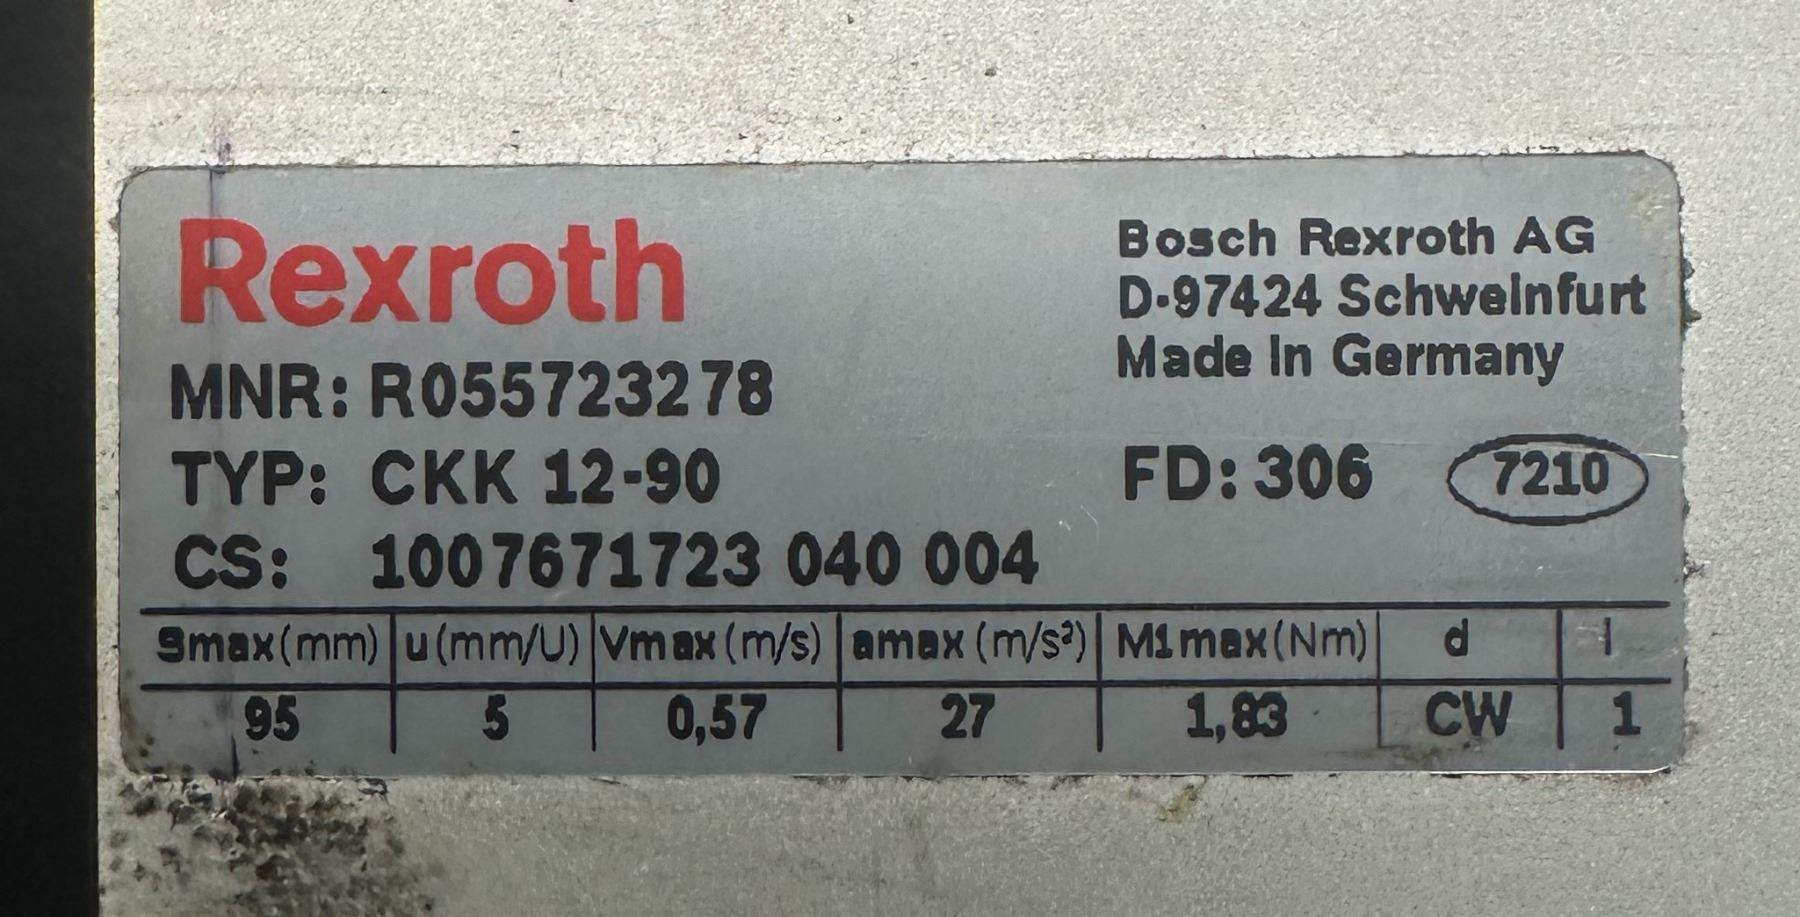 Rexroth
Bosch Rexroth AG
D-97424 Schweinfurt
Made in Germany
MNR: R055723278
TYP: CKK 12-90
FD: 306 7210
CS: 1007671723 040 004
Smax (mm) u (mm/U) Vmax (m/s) amax (m/s²) M1max (Nm) d i
95 5 0,57 27 1,83 CW 1